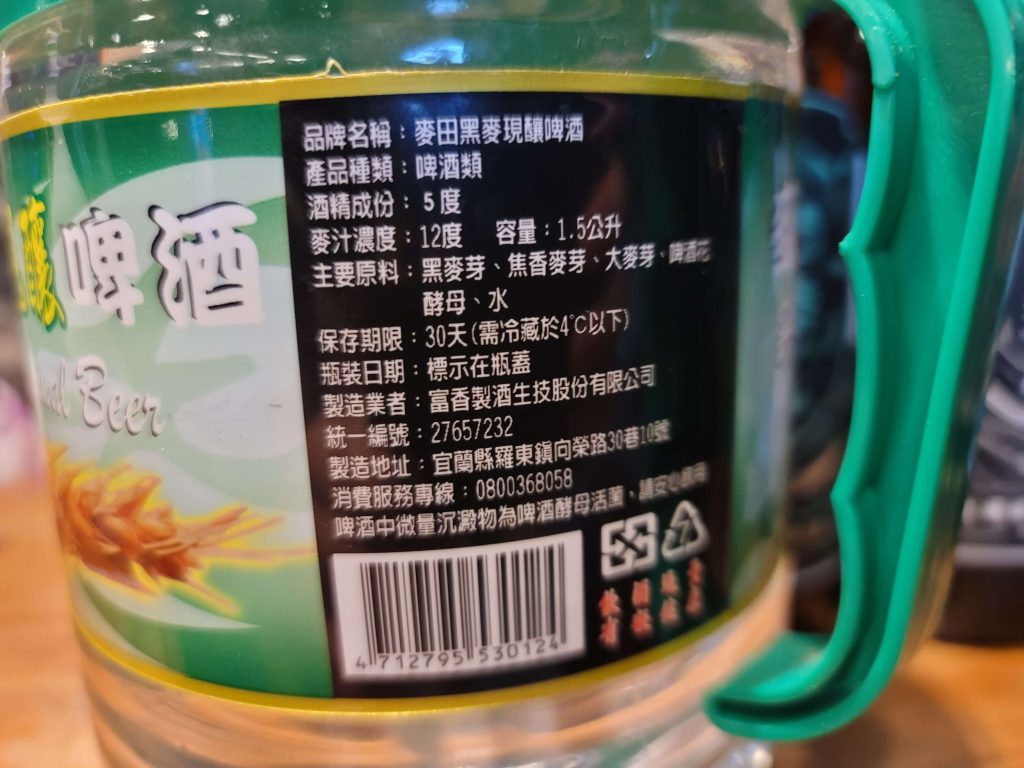 釀啤酒
Beer
品牌名稱：麥田黑麥現釀啤酒
產品種類：啤酒類
酒精成份：5度
麥汁濃度：12度 容量：1.5公升
主要原料：黑麥芽、焦香麥芽、大麥芽、啤酒花
酵母、水
保存期限：30天(需冷藏於4℃以下)
瓶裝日期：標示在瓶蓋
製造業者：富香製酒生技股份有限公司
統一編號：27657232
製造地址：宜蘭縣羅東鎮向榮路30巷10號
消費服務專線：0800368058
啤酒中微量沉澱物為啤酒酵母活菌，請安心飲用
4 712795 530124